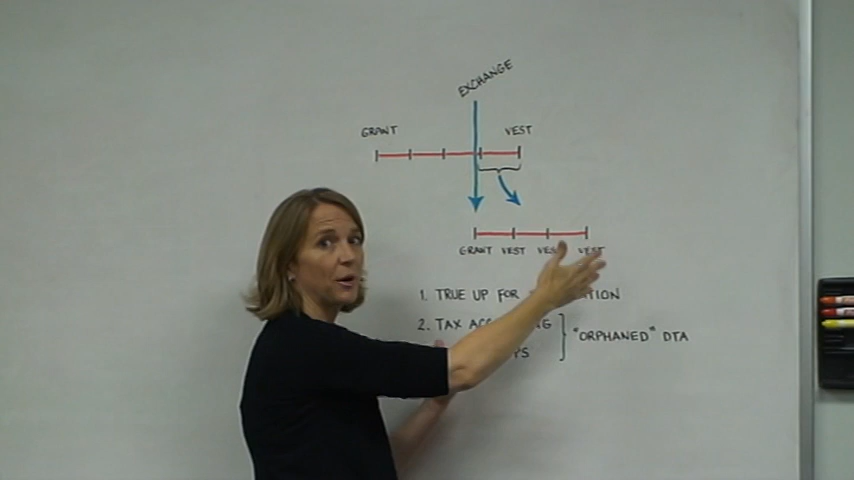 EXCHANGE
GRANT VEST
GRANT VEST VEST
1. TRUE UP FOR
2. TAX
"ORPHANED" DTA